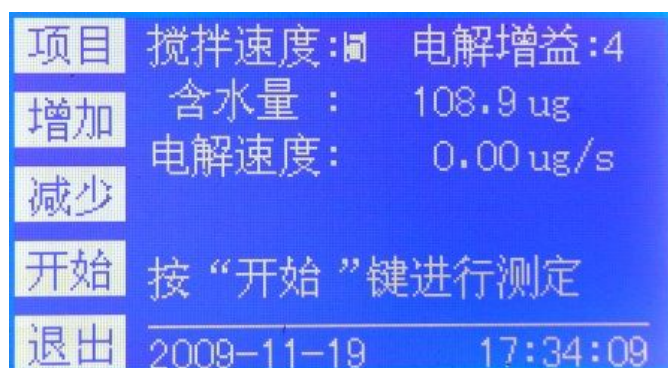 项目 搅拌速度: 电解增益:4
增加 含水量 : 108.9 ug
电解速度: 0.00 ug/s
减少
开始 按“开始”键进行测定
退出 2009-11-19 17:34:09